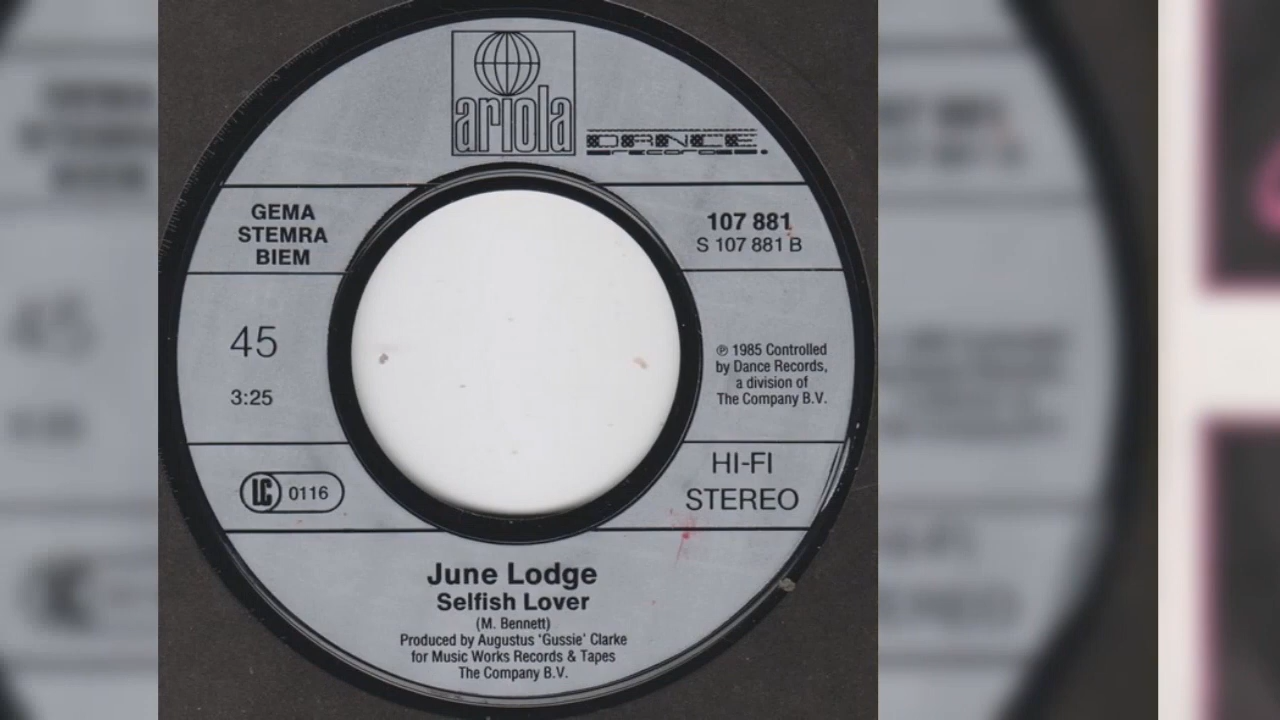 ariola
DANCE.
records
GEMA
STEMRA
BIEM
107 881
S 107 881 B
45
3:25
℗ 1985 Controlled
by Dance Records,
a division of
The Company B.V.
LC 0116
HI-FI
STEREO
June Lodge
Selfish Lover
(M. Bennett)
Produced by Augustus 'Gussie' Clarke
for Music Works Records & Tapes
The Company B.V.